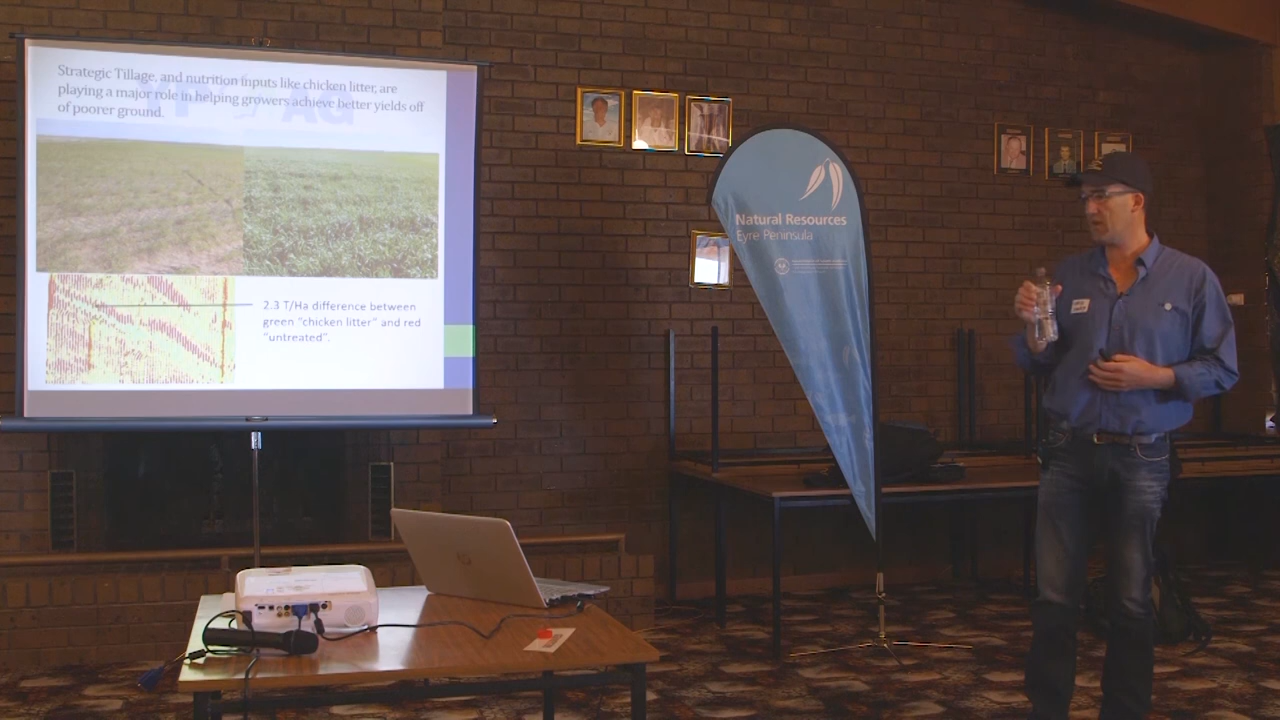 Strategic Tillage, and nutrition inputs like chicken litter, are
playing a major role in helping growers achieve better yields off
of poorer ground.
2.3 T/Ha difference between
green "chicken litter" and red
"untreated".
Natural Resources
Eyre Peninsula
hp